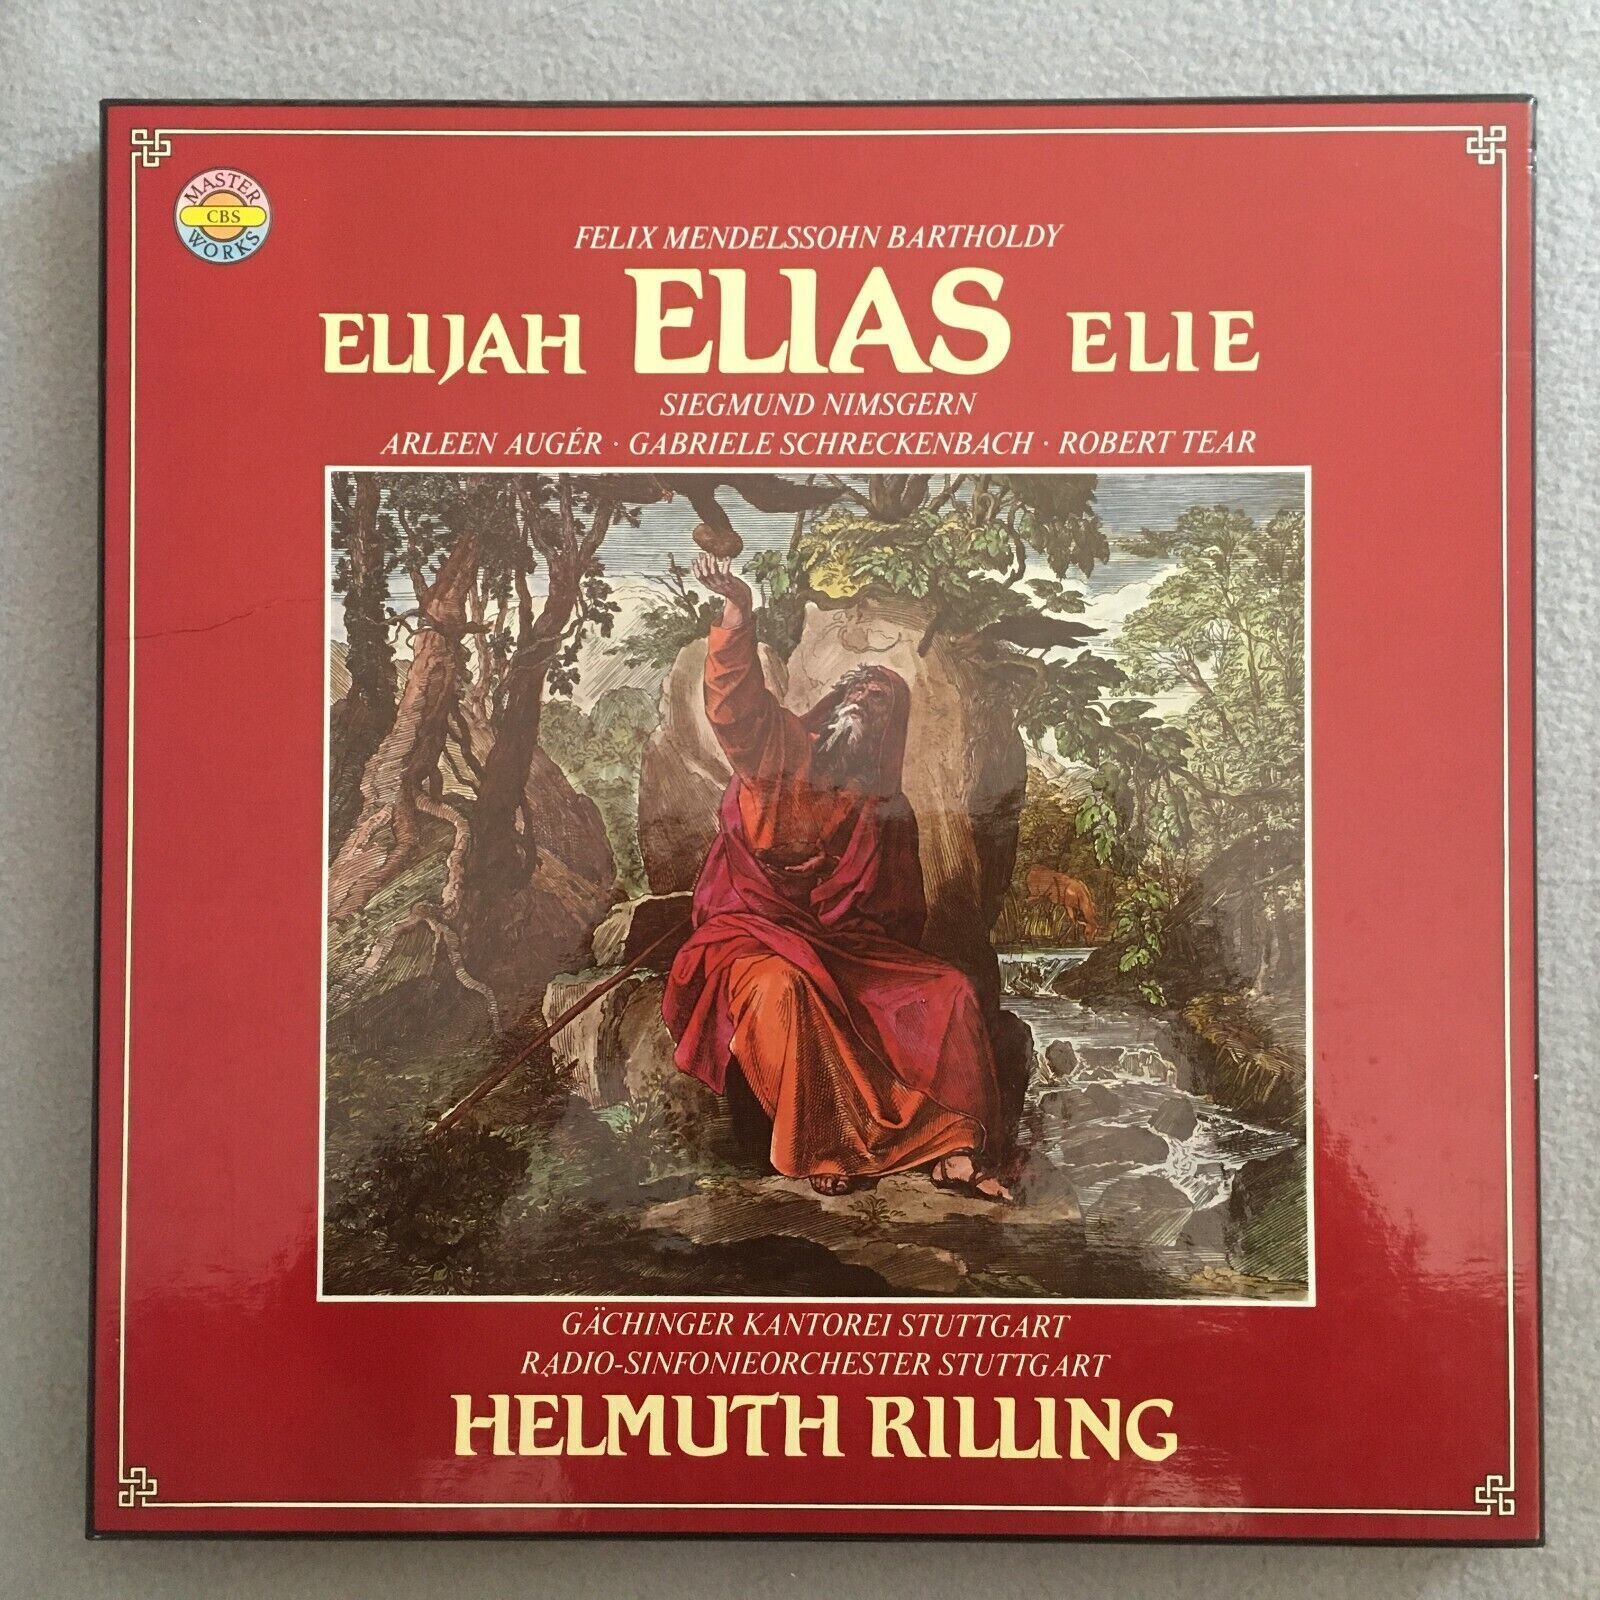 MASTER
CBS
WORKS
FELIX MENDELSSOHN BARTHOLDY
ELIJAH ELIAS ELIE
SIEGMUND NIMSGERN
ARLEEN AUGÉR · GABRIELE SCHRECKENBACH · ROBERT TEAR
GÄCHINGER KANTOREI STUTTGART
RADIO-SINFONIEORCHESTER STUTTGART
HELMUTH RILLING